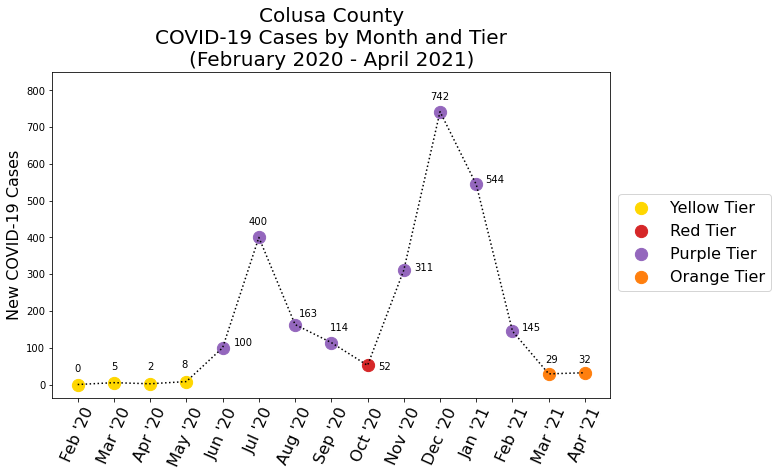 Colusa County
COVID-19 Cases by Month and Tier
(February 2020 - April 2021)
New COVID-19 Cases
800
700
600
500
400
300
200
100
0
0
5
2
8
100
400
163
114
52
311
742
544
145
29
32
Feb '20
Mar '20
Apr '20
May '20
Jun '20
Jul '20
Aug '20
Sep '20
Oct '20
Nov '20
Dec '20
Jan '21
Feb '21
Mar '21
Apr '21
Yellow Tier
Red Tier
Purple Tier
Orange Tier